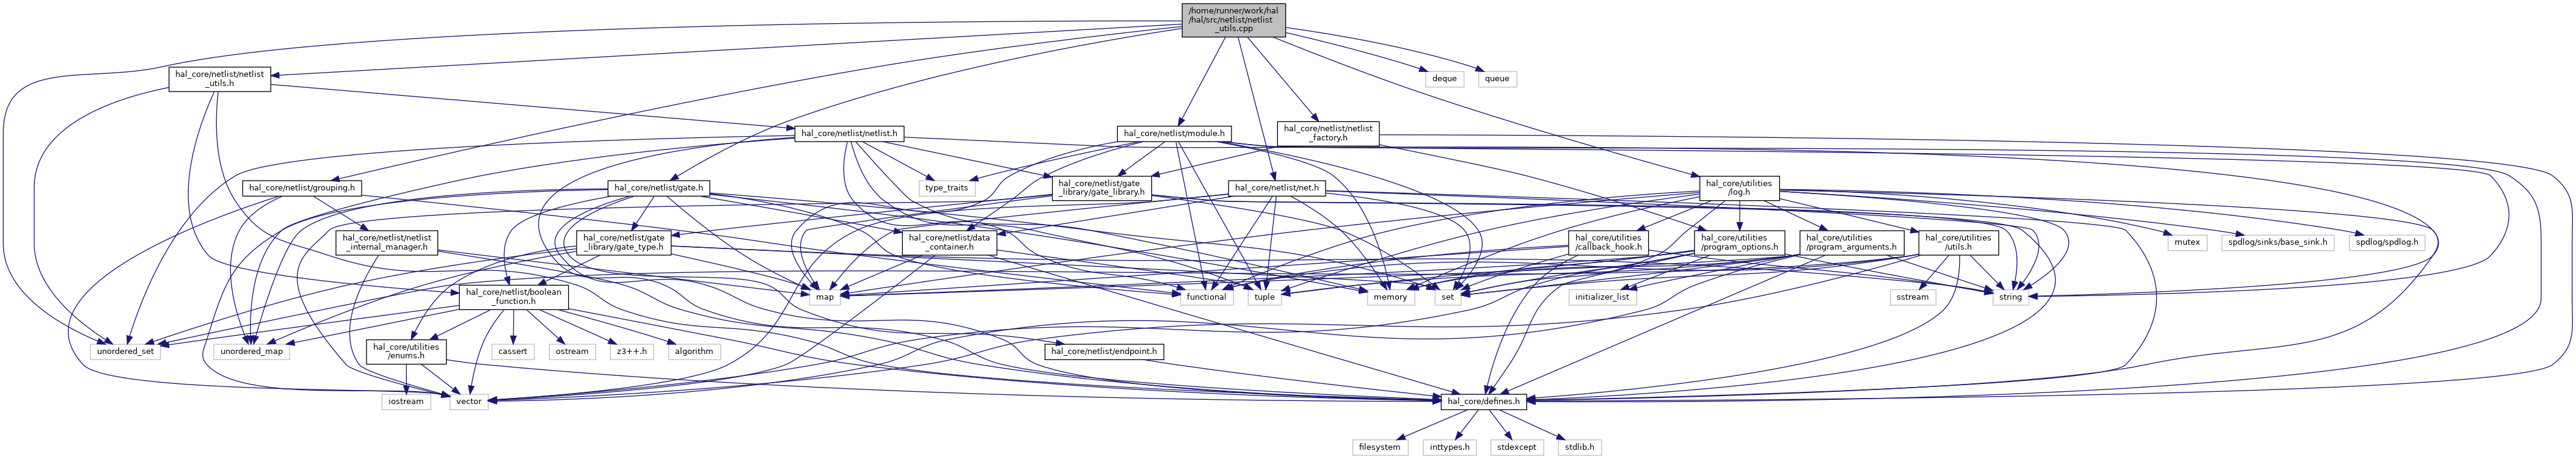 /home/runner/work/hal
/hal/src/netlist/netlist
_utils.cpp
hal_core/netlist/netlist
_utils.h
deque
queue
hal_core/netlist/netlist.h
hal_core/netlist/module.h
hal_core/netlist/netlist
_factory.h
hal_core/netlist/grouping.h
hal_core/netlist/gate.h
type_traits
hal_core/netlist/gate
_library/gate_library.h
hal_core/netlist/net.h
hal_core/utilities
/log.h
hal_core/netlist/netlist
_internal_manager.h
hal_core/netlist/gate
_library/gate_type.h
hal_core/netlist/data
_container.h
hal_core/utilities
/callback_hook.h
hal_core/utilities
/program_options.h
hal_core/utilities
/program_arguments.h
hal_core/utilities
/utils.h
mutex
spdlog/sinks/base_sink.h
spdlog/spdlog.h
hal_core/netlist/boolean
_function.h
map
functional
tuple
memory
set
initializer_list
sstream
string
unordered_set
unordered_map
hal_core/utilities
/enums.h
cassert
ostream
z3++.h
algorithm
hal_core/netlist/endpoint.h
iostream
vector
hal_core/defines.h
filesystem
inttypes.h
stdexcept
stdlib.h